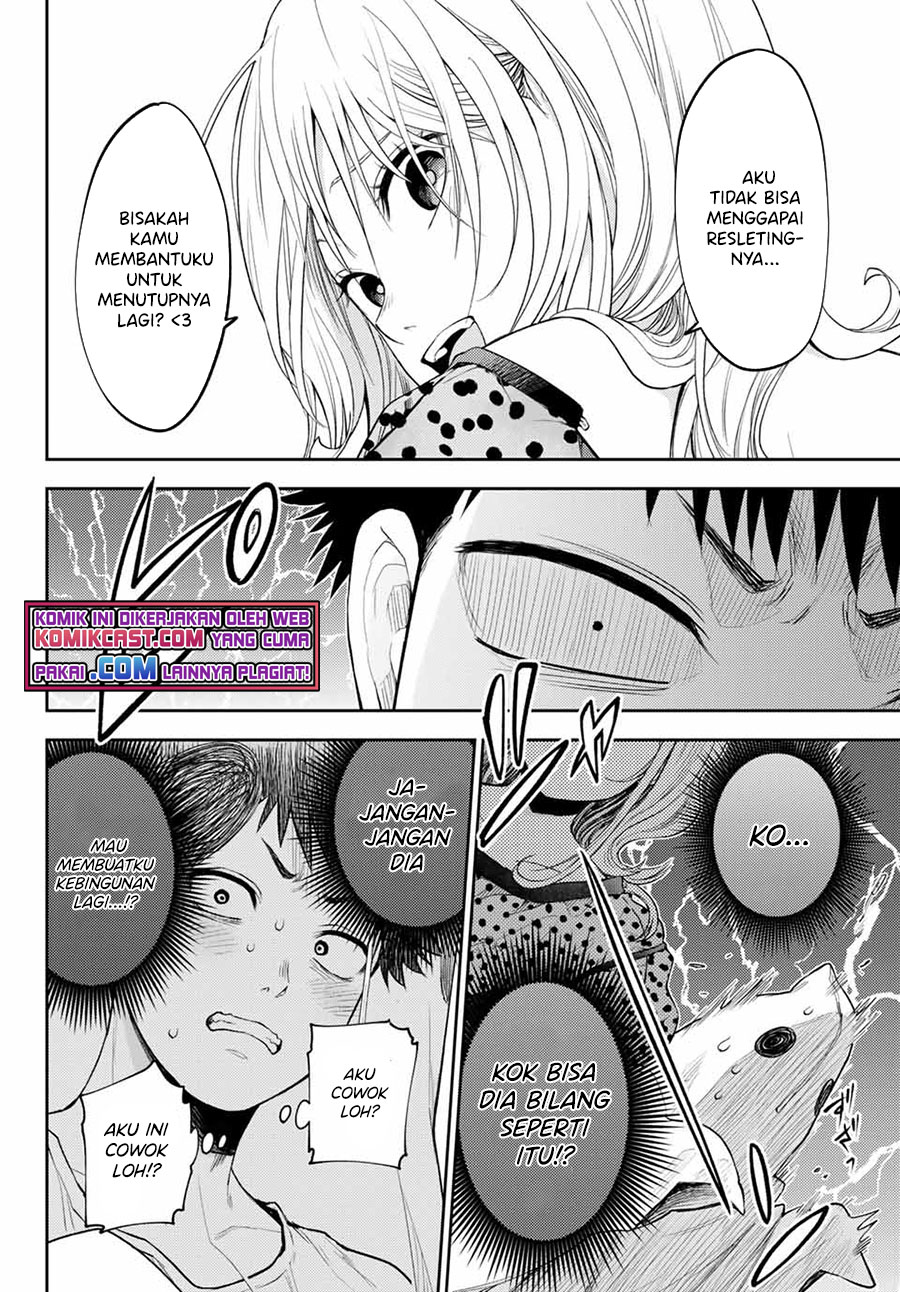 AKU
TIDAK BISA
MENGGAPAI
RESLETING-
NYA...
BISAKAH
KAMU
MEMBANTUKU
UNTUK
MENUTUPNYA
LAGI? <3
KOMIK INI DIKERJAKAN OLEH WEB
KOMIKCAST.COM YANG CUMA
PAKAI .COM LAINNYA PLAGIAT!
KO...
KOK BISA
DIA BILANG
SEPERTI
ITU!?
JA-
JANGAN-
JANGAN
DIA
MAU
MEMBUATKU
KEBINGUNAN
LAGI....!?
AKU
COWOK
LOH?
AKU INI
COWOK
LOH!?